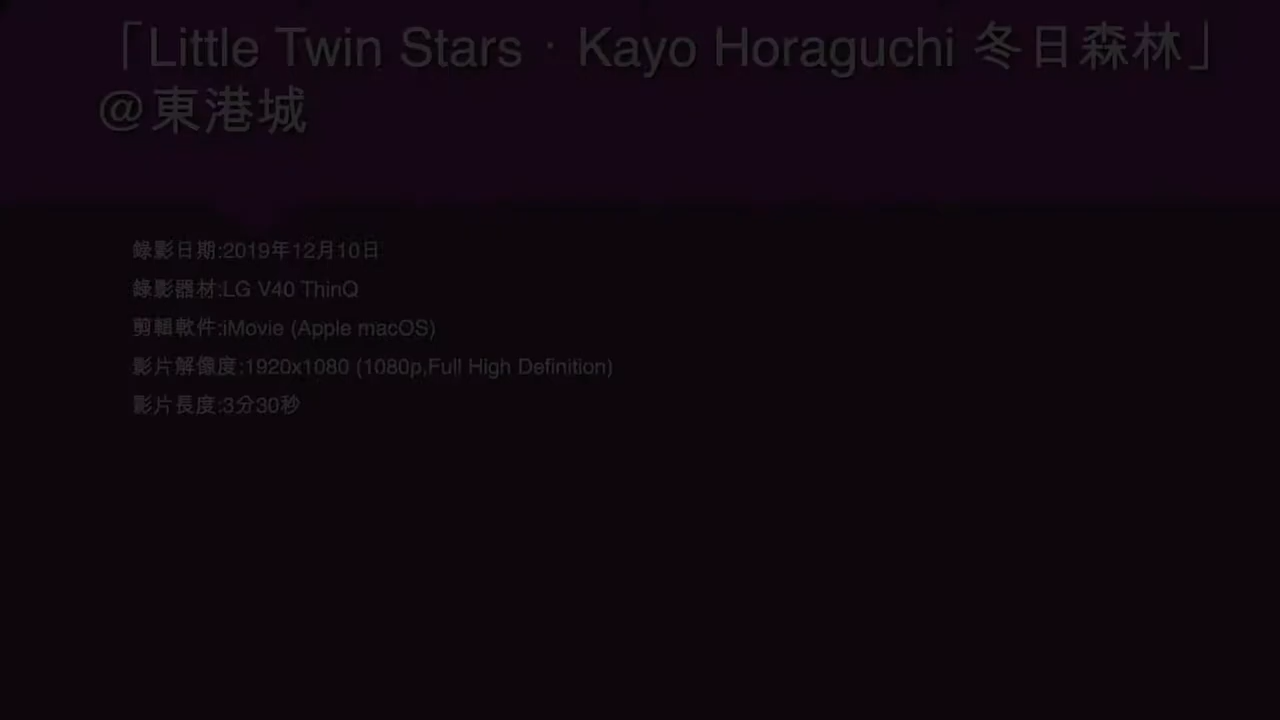 「Little Twin Stars · Kayo Horaguchi 冬日森林」
@東港城
錄影日期:2019年12月10日
錄影器材:LG V40 ThinQ
剪輯軟件:iMovie (Apple macOS)
影片解像度:1920x1080 (1080p,Full High Definition)
影片長度:3分30秒